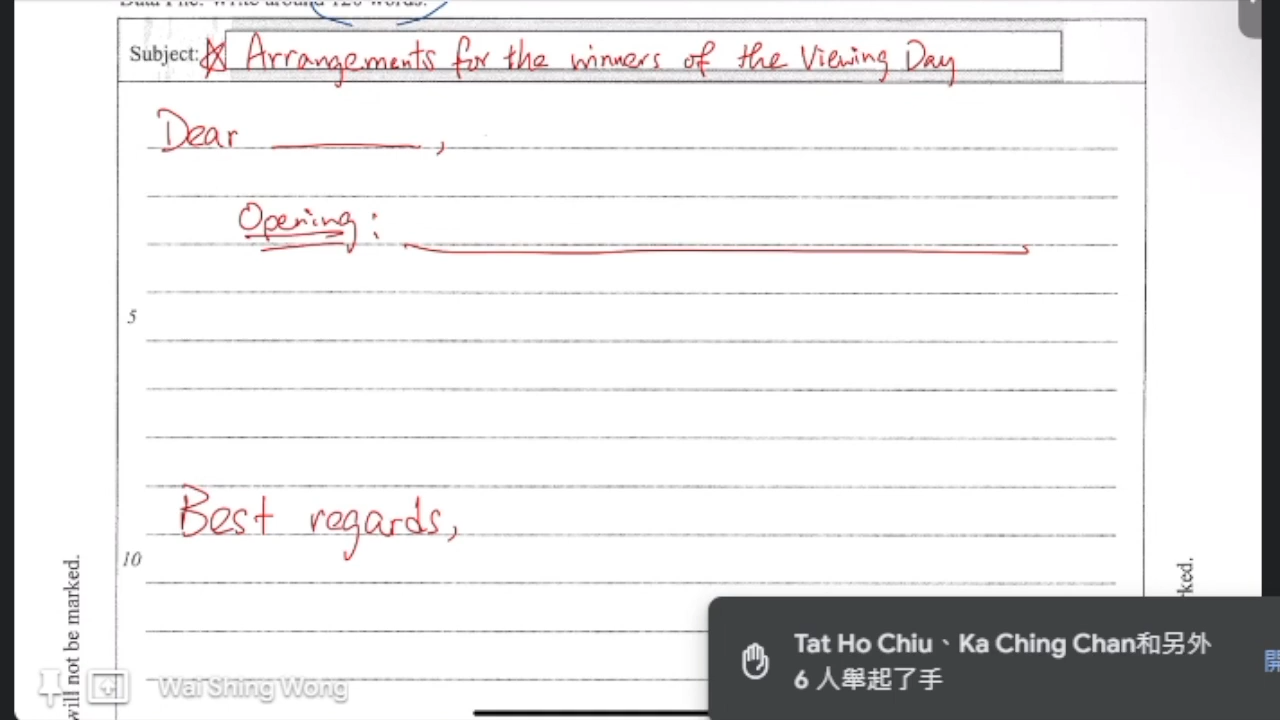 Data File. Write around 120 words.
Subject: Arrangements for the winners of the Viewing Day
Dear ,
Opening:
5
Best regards,
10
will not be marked.
rked.
Tat Ho Chiu、Ka Ching Chan和另外
6 人舉起了手
開
Wai Shing Wong